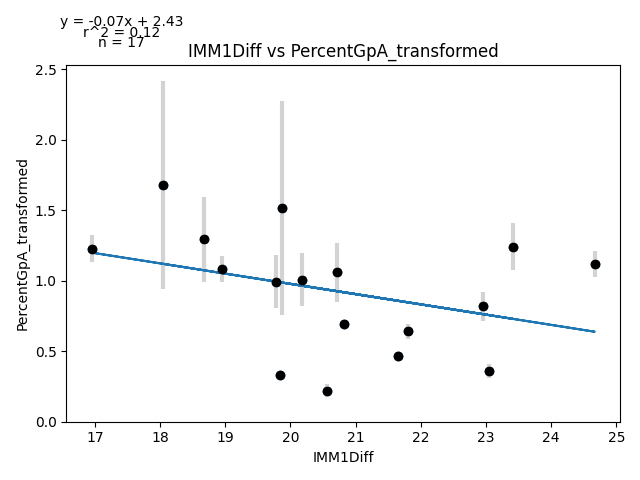 y = -0.07x + 2.43
r^2 = 0.12
n = 17
IMM1Diff vs PercentGpA_transformed
PercentGpA_transformed
2.5
2.0
1.5
1.0
0.5
0.0
17 18 19 20 21 22 23 24 25
IMM1Diff